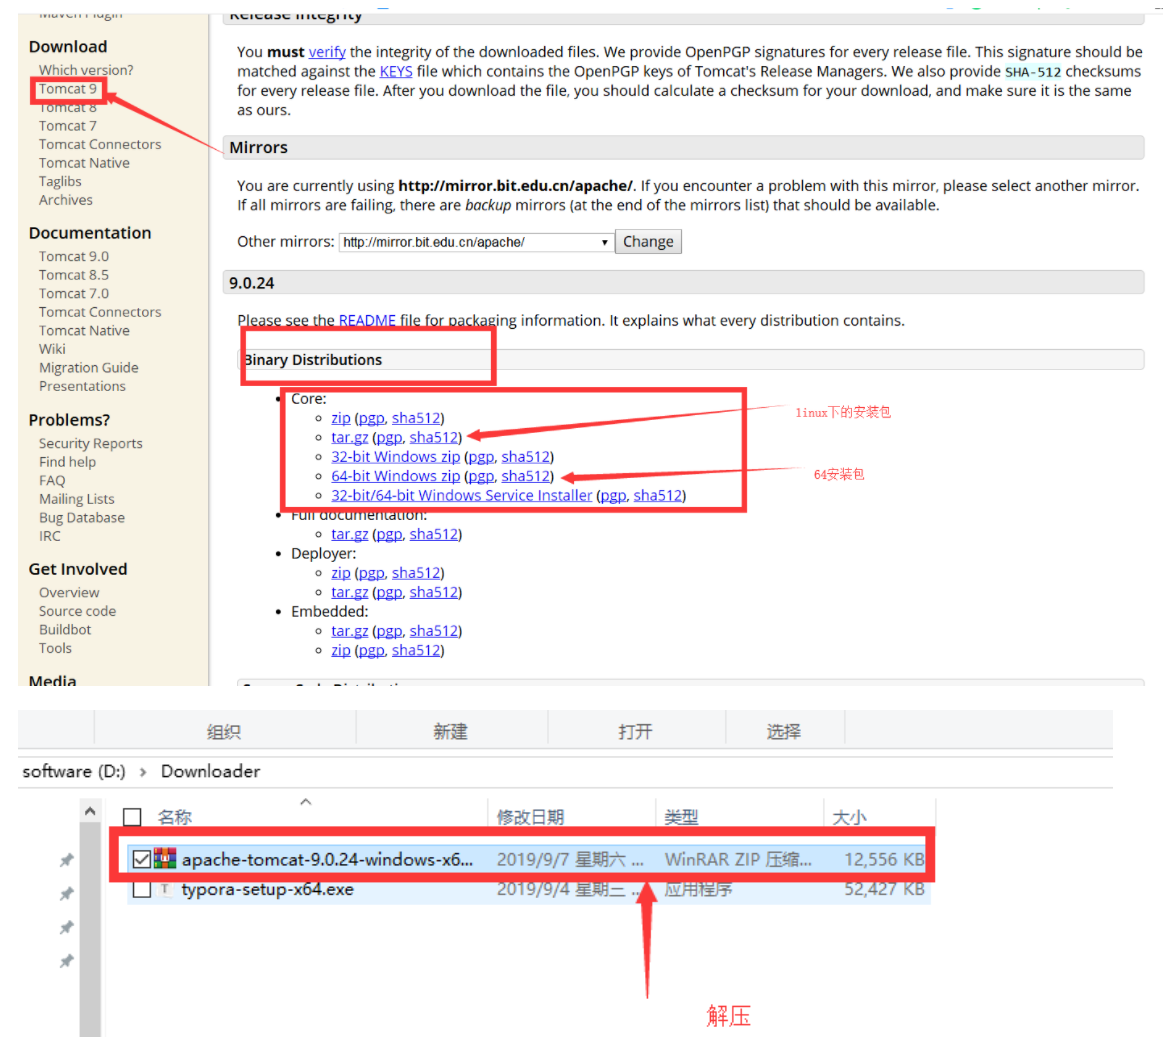 Maven Plugin
Download
Which version?
Tomcat 9
Tomcat 8
Tomcat 7
Tomcat Connectors
Tomcat Native
Taglibs
Archives
Documentation
Tomcat 9.0
Tomcat 8.5
Tomcat 7.0
Tomcat Connectors
Tomcat Native
Wiki
Migration Guide
Presentations
Problems?
Security Reports
Find help
FAQ
Mailing Lists
Bug Database
IRC
Get Involved
Overview
Source code
Buildbot
Tools
Media
Release Integrity
You must verify the integrity of the downloaded files. We provide OpenPGP signatures for every release file. This signature should be
matched against the KEYS file which contains the OpenPGP keys of Tomcat's Release Managers. We also provide SHA-512 checksums
for every release file. After you download the file, you should calculate a checksum for your download, and make sure it is the same
as ours.
Mirrors
You are currently using http://mirror.bit.edu.cn/apache/. If you encounter a problem with this mirror, please select another mirror.
If all mirrors are failing, there are backup mirrors (at the end of the mirrors list) that should be available.
Other mirrors: http://mirror.bit.edu.cn/apache/ Change
9.0.24
Please see the README file for packaging information. It explains what every distribution contains.
Binary Distributions
Core:
zip (pgp, sha512)
tar.gz (pgp, sha512)
32-bit Windows zip (pgp, sha512)
64-bit Windows zip (pgp, sha512)
32-bit/64-bit Windows Service Installer (pgp, sha512)
linux下的安装包
64安装包
Full documentation:
tar.gz (pgp, sha512)
Deployer:
zip (pgp, sha512)
tar.gz (pgp, sha512)
Embedded:
tar.gz (pgp, sha512)
zip (pgp, sha512)
组织 新建 打开 选择
software (D:) › Downloader
名称 修改日期 类型 大小
apache-tomcat-9.0.24-windows-x6... 2019/9/7 星期六 ... WinRAR ZIP 压缩... 12,556 KB
typora-setup-x64.exe 2019/9/4 星期三 ... 应用程序 52,427 KB
解压